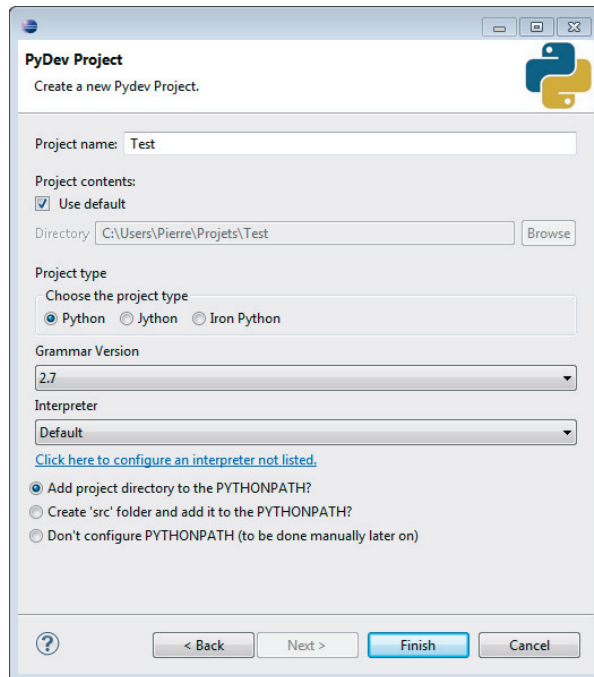 PyDev Project
Create a new Pydev Project.
Project name: Test
Project contents:
Use default
Directory C:\Users\Pierre\Projets\Test Browse
Project type
Choose the project type
Python Jython Iron Python
Grammar Version
2.7
Interpreter
Default
Click here to configure an interpreter not listed.
Add project directory to the PYTHONPATH?
Create 'src' folder and add it to the PYTHONPATH?
Don't configure PYTHONPATH (to be done manually later on)
? < Back Next > Finish Cancel